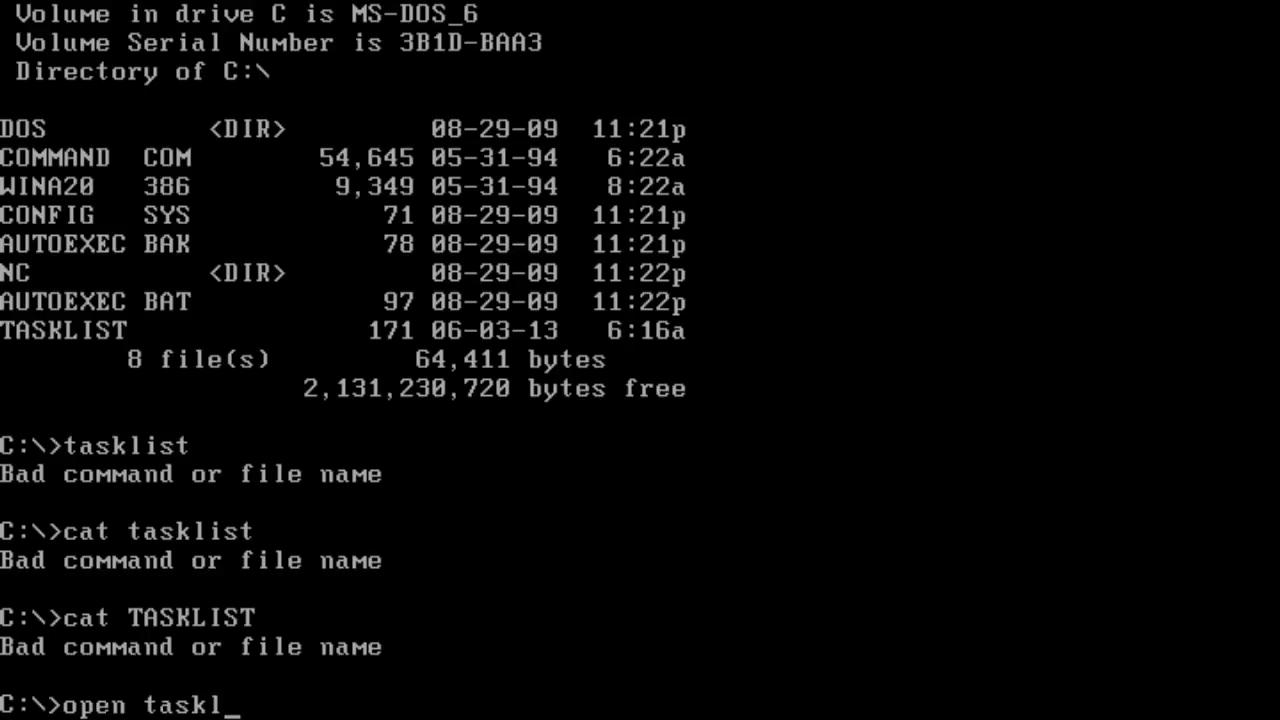 Volume in drive C is MS-DOS_6
Volume Serial Number is 3B1D-BAA3
Directory of C:\
DOS <DIR> 08-29-09 11:21p
COMMAND COM 54,645 05-31-94 6:22a
WINA20 386 9,349 05-31-94 8:22a
CONFIG SYS 71 08-29-09 11:21p
AUTOEXEC BAK 78 08-29-09 11:21p
NC <DIR> 08-29-09 11:22p
AUTOEXEC BAT 97 08-29-09 11:22p
TASKLIST 171 06-03-13 6:16a
8 file(s) 64,411 bytes
2,131,230,720 bytes free
C:\>tasklist
Bad command or file name
C:\>cat tasklist
Bad command or file name
C:\>cat TASKLIST
Bad command or file name
C:\>open taskl_